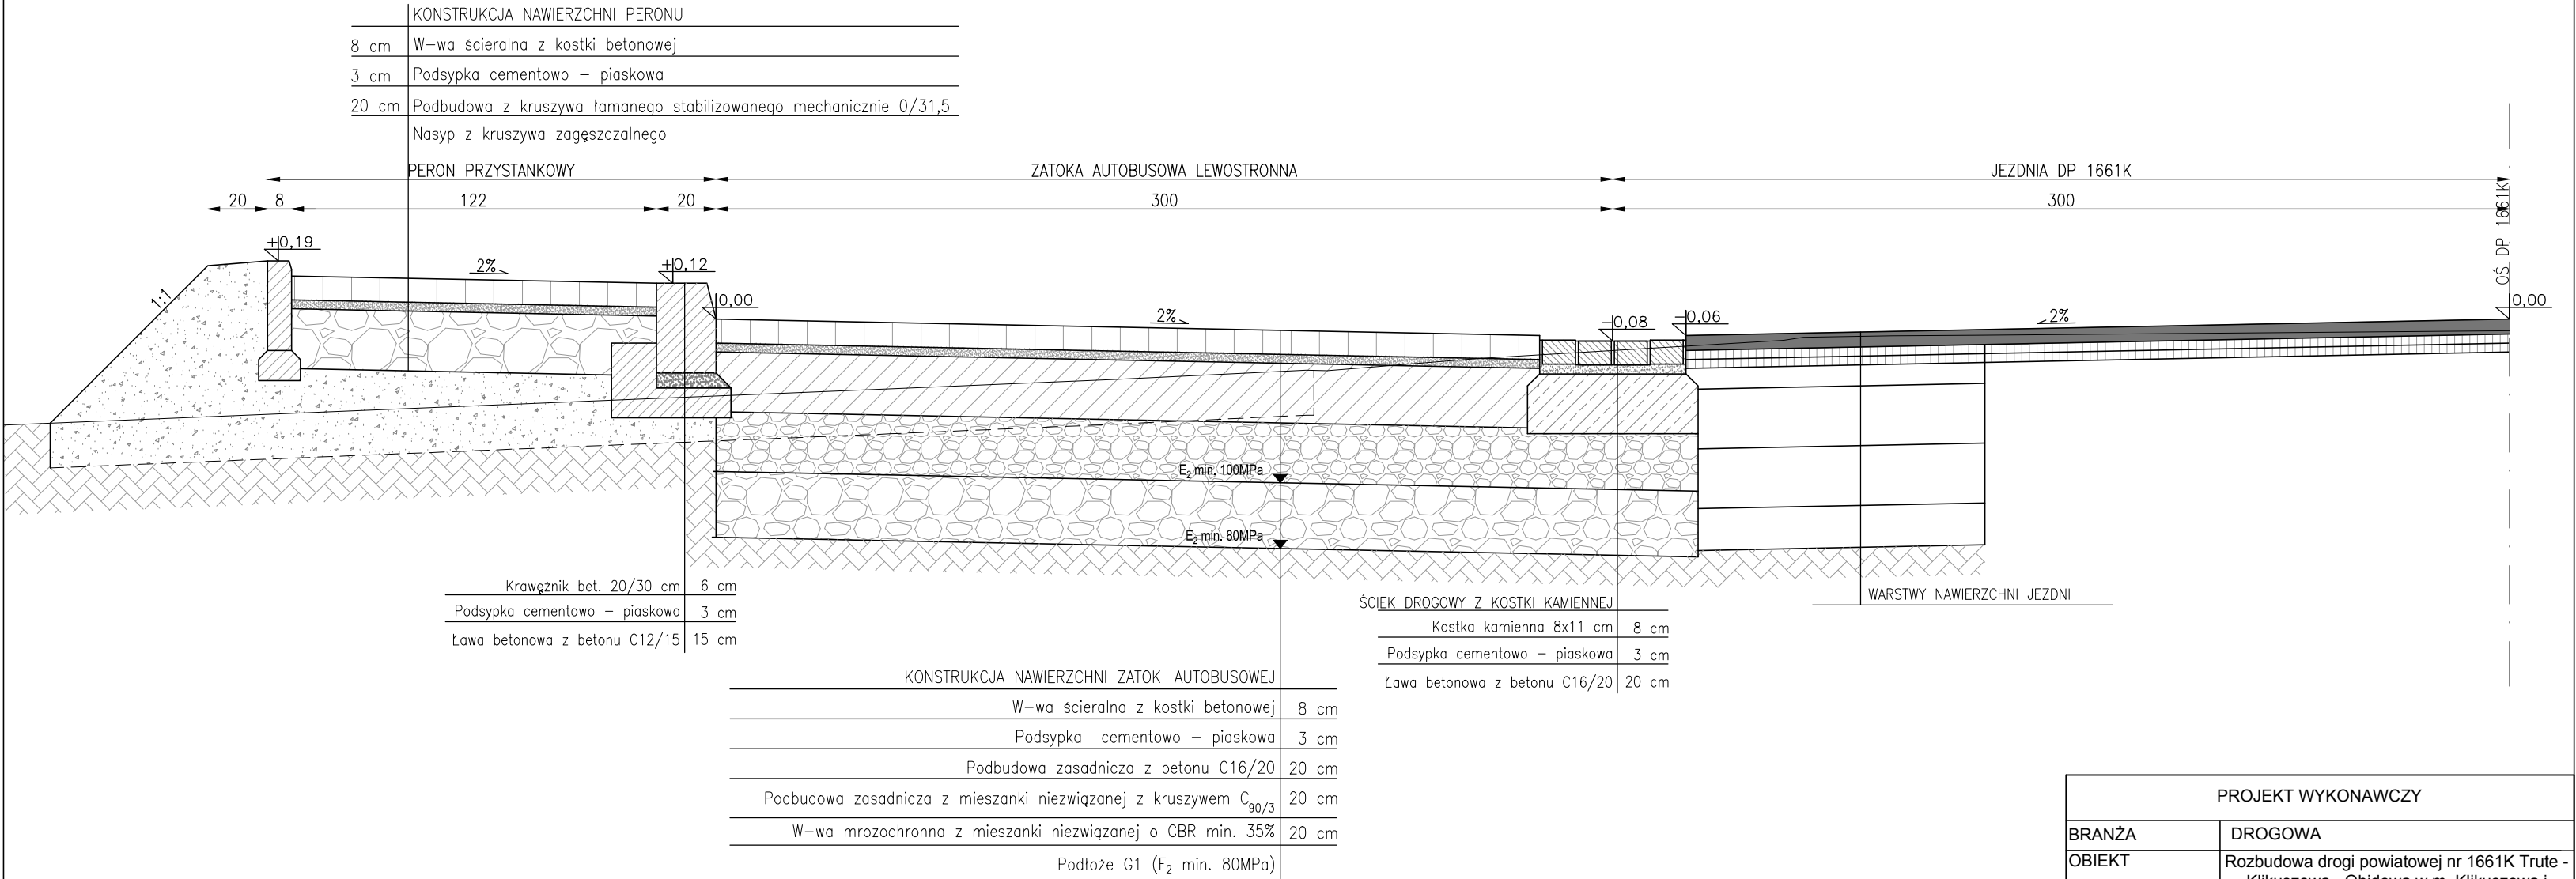 KONSTRUKCJA NAWIERZCHNI PERONU
8 cm W-wa ścieralna z kostki betonowej
3 cm Podsypka cementowo - piaskowa
20 cm Podbudowa z kruszywa łamanego stabilizowanego mechanicznie 0/31,5
Nasyp z kruszywa zagęszczalnego
PERON PRZYSTANKOWY
ZATOKA AUTOBUSOWA LEWOSTRONNA
JEZDNIA DP 1661K
20 8 122 20 300 300
OŚ DP 1661K
+0,19
+0,12
0,00
-0,08
-0,06
0,00
1:1
2%
2%
2%
E2 min. 100MPa
E2 min. 80MPa
Krawężnik bet. 20/30 cm 6 cm
Podsypka cementowo - piaskowa 3 cm
Ława betonowa z betonu C12/15 15 cm
ŚCIEK DROGOWY Z KOSTKI KAMIENNEJ
Kostka kamienna 8x11 cm 8 cm
Podsypka cementowo - piaskowa 3 cm
Ława betonowa z betonu C16/20 20 cm
WARSTWY NAWIERZCHNI JEZDNI
KONSTRUKCJA NAWIERZCHNI ZATOKI AUTOBUSOWEJ
W-wa ścieralna z kostki betonowej 8 cm
Podsypka cementowo - piaskowa 3 cm
Podbudowa zasadnicza z betonu C16/20 20 cm
Podbudowa zasadnicza z mieszanki niezwiązanej z kruszywem C90/3 20 cm
W-wa mrozochronna z mieszanki niezwiązanej o CBR min. 35% 20 cm
Podłoże G1 (E2 min. 80MPa)
PROJEKT WYKONAWCZY
BRANŻA DROGOWA
OBIEKT Rozbudowa drogi powiatowej nr 1661K Trute -